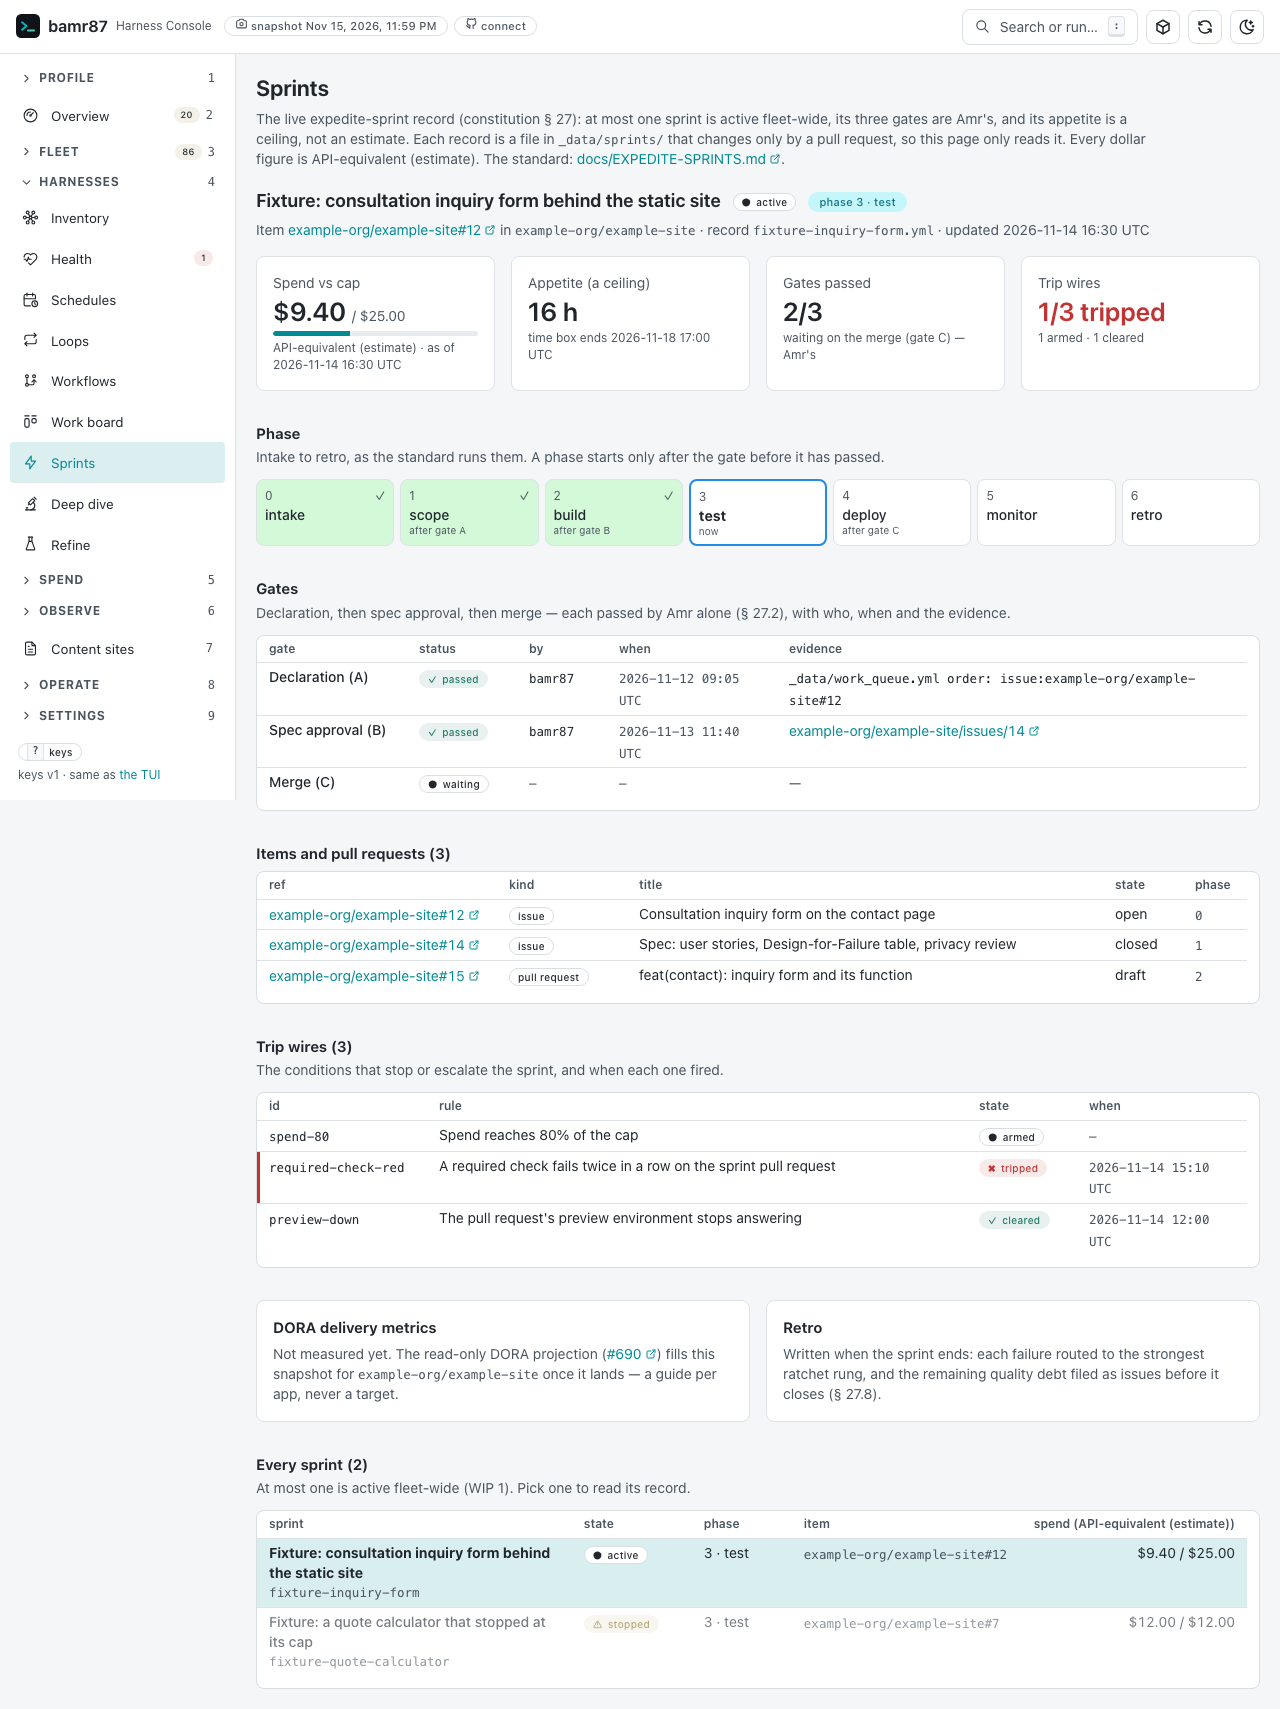 bamr87 Harness Console snapshot Nov 15, 2026, 11:59 PM connect Search or run... :
PROFILE 1
Overview 20 2
FLEET 86 3
HARNESSES 4
Inventory
Health 1
Schedules
Loops
Workflows
Work board
Sprints
Deep dive
Refine
SPEND 5
OBSERVE 6
Content sites 7
OPERATE 8
SETTINGS 9
? keys
keys v1 · same as the TUI
Sprints
The live expedite-sprint record (constitution § 27): at most one sprint is active fleet-wide, its three gates are Amr's, and its appetite is a
ceiling, not an estimate. Each record is a file in _data/sprints/ that changes only by a pull request, so this page only reads it. Every dollar
figure is API-equivalent (estimate). The standard: docs/EXPEDITE-SPRINTS.md.
Fixture: consultation inquiry form behind the static site active phase 3 · test
Item example-org/example-site#12 in example-org/example-site · record fixture-inquiry-form.yml · updated 2026-11-14 16:30 UTC
Spend vs cap
$9.40 / $25.00
API-equivalent (estimate) · as of
2026-11-14 16:30 UTC
Appetite (a ceiling)
16 h
time box ends 2026-11-18 17:00
UTC
Gates passed
2/3
waiting on the merge (gate C) —
Amr's
Trip wires
1/3 tripped
1 armed · 1 cleared
Phase
Intake to retro, as the standard runs them. A phase starts only after the gate before it has passed.
0 ✓
intake
1 ✓
scope
after gate A
2 ✓
build
after gate B
3
test
now
4
deploy
after gate C
5
monitor
6
retro
Gates
Declaration, then spec approval, then merge — each passed by Amr alone (§ 27.2), with who, when and the evidence.
gate status by when evidence
Declaration (A) ✓ passed bamr87 2026-11-12 09:05 _data/work_queue.yml order: issue:example-org/example-
UTC site#12
Spec approval (B) ✓ passed bamr87 2026-11-13 11:40 example-org/example-site/issues/14
UTC
Merge (C) waiting — — —
Items and pull requests (3)
ref kind title state phase
example-org/example-site#12 issue Consultation inquiry form on the contact page open 0
example-org/example-site#14 issue Spec: user stories, Design-for-Failure table, privacy review closed 1
example-org/example-site#15 pull request feat(contact): inquiry form and its function draft 2
Trip wires (3)
The conditions that stop or escalate the sprint, and when each one fired.
id rule state when
spend-80 Spend reaches 80% of the cap armed —
required-check-red A required check fails twice in a row on the sprint pull request ✖ tripped 2026-11-14 15:10
UTC
preview-down The pull request's preview environment stops answering ✓ cleared 2026-11-14 12:00
UTC
DORA delivery metrics
Not measured yet. The read-only DORA projection (#690) fills this
snapshot for example-org/example-site once it lands — a guide per
app, never a target.
Retro
Written when the sprint ends: each failure routed to the strongest
ratchet rung, and the remaining quality debt filed as issues before it
closes (§ 27.8).
Every sprint (2)
At most one is active fleet-wide (WIP 1). Pick one to read its record.
sprint state phase item spend (API-equivalent (estimate))
Fixture: consultation inquiry form behind active 3 · test example-org/example-site#12 $9.40 / $25.00
the static site
fixture-inquiry-form
Fixture: a quote calculator that stopped at ⚠ stopped 3 · test example-org/example-site#7 $12.00 / $12.00
its cap
fixture-quote-calculator